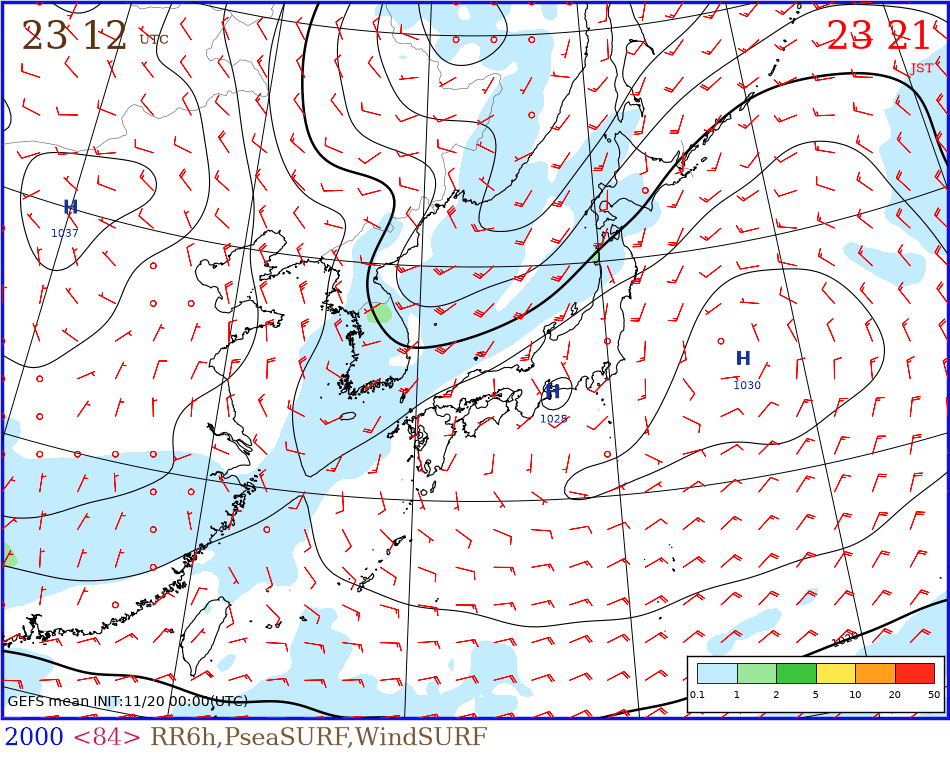 23 12 UTC
23 21
JST
H
1037
H
1030
H
1028
1020
GEFS mean INIT:11/20 00:00(UTC)
0.1 1 2 5 10 20 50
2000 <84> RR6h,PseaSURF,WindSURF